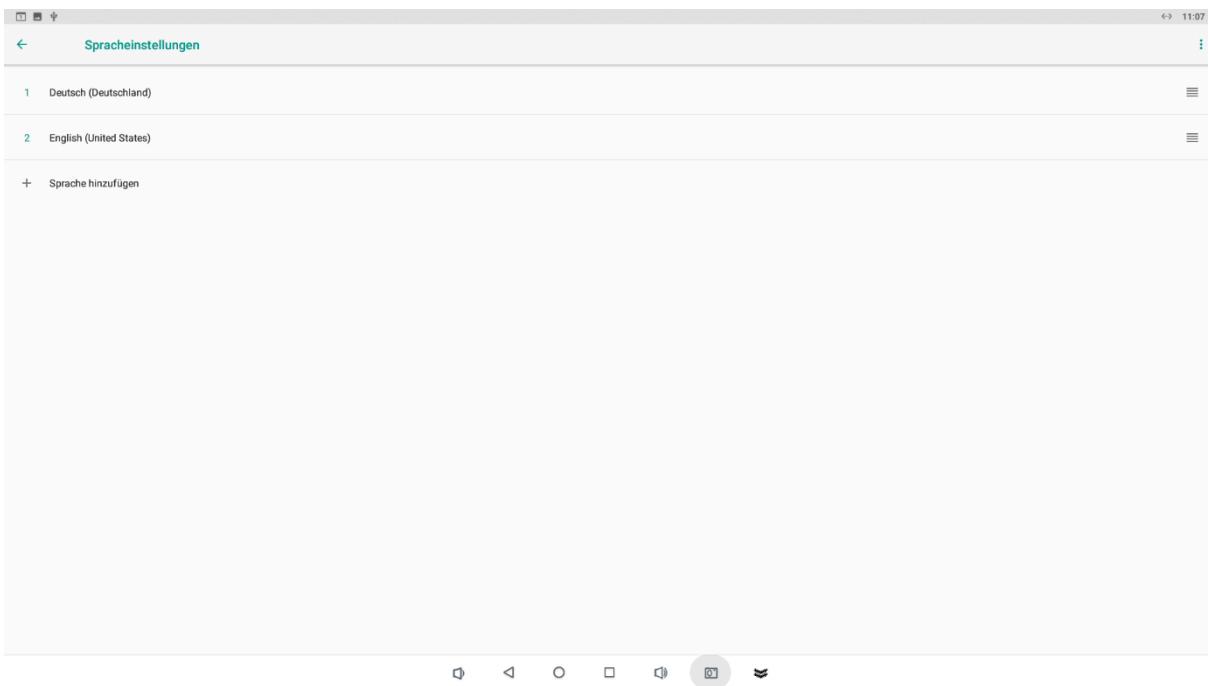 11:07
Spracheinstellungen
1 Deutsch (Deutschland)
2 English (United States)
Sprache hinzufügen